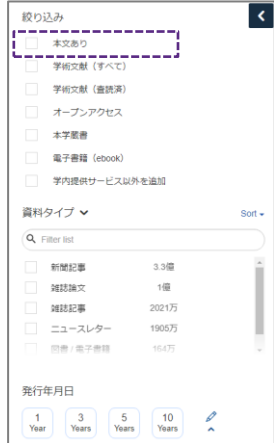 絞り込み
本文あり
学術文献（すべて）
学術文献（査読済）
オープンアクセス
本学蔵書
電子書籍（ebook）
学内提供サービス以外を追加
資料タイプ
Sort
Filter list
新聞記事 3.3億
雑誌論文 1億
雑誌記事 2021万
ニュースレター 1905万
図書 / 電子書籍 164万
発行年月日
1 Year
3 Years
5 Years
10 Years